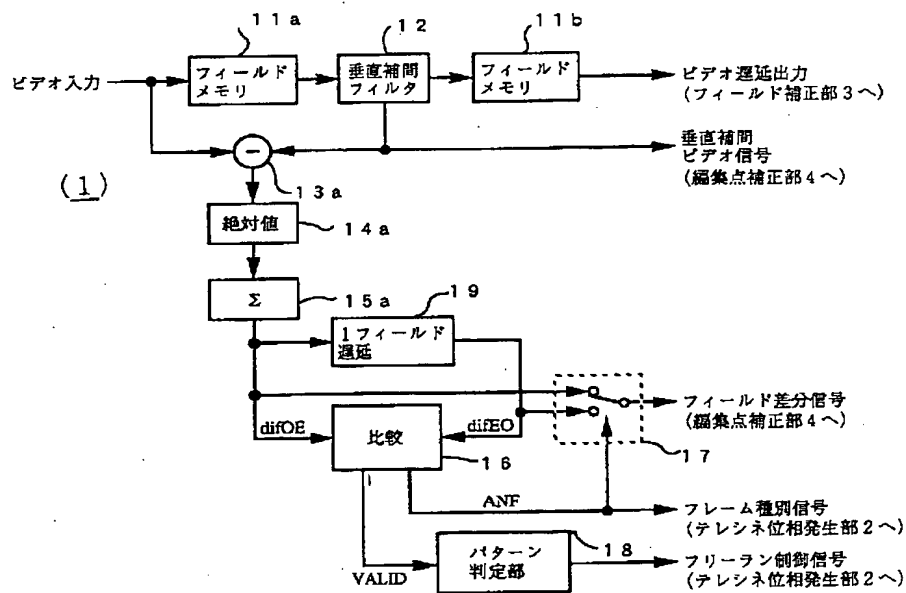 11a
12
11b
ビデオ入力
フィールド
メモリ
垂直補間
フィルタ
フィールド
メモリ
ビデオ遅延出力
(フィールド補正部3へ)
垂直補間
ビデオ信号
(編集点補正部4へ)
(1)
−
13a
絶対値
14a
Σ
15a
19
1フィールド
遅延
フィールド差分信号
(編集点補正部4へ)
difOE
比較
difEO
16
17
ANF
フレーム種別信号
(テレシネ位相発生部2へ)
VALID
パターン
判定部
18
フリーラン制御信号
(テレシネ位相発生部2へ)